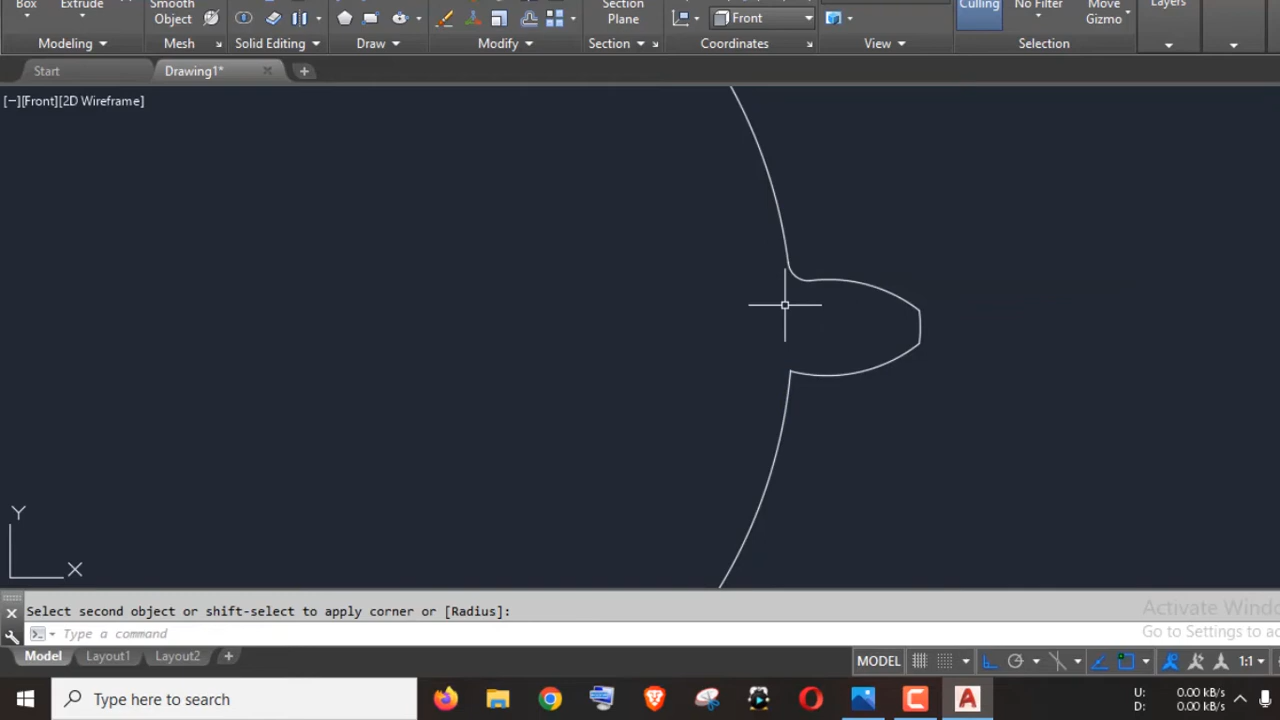 Box
Extrude
Smooth
Object
Section
Plane
Front
Culling
No Filter
Move
Gizmo
Layers
Modeling
Mesh
Solid Editing
Draw
Modify
Section
Coordinates
View
Selection
Start
Drawing1*
[−][Front][2D Wireframe]
Y
X
Select second object or shift-select to apply corner or [Radius]:
Type a command
Activate Windo
Go to Settings to ac
Model
Layout1
Layout2
MODEL
1:1
Type here to search
U: 0.00 kB/s
D: 0.00 kB/s